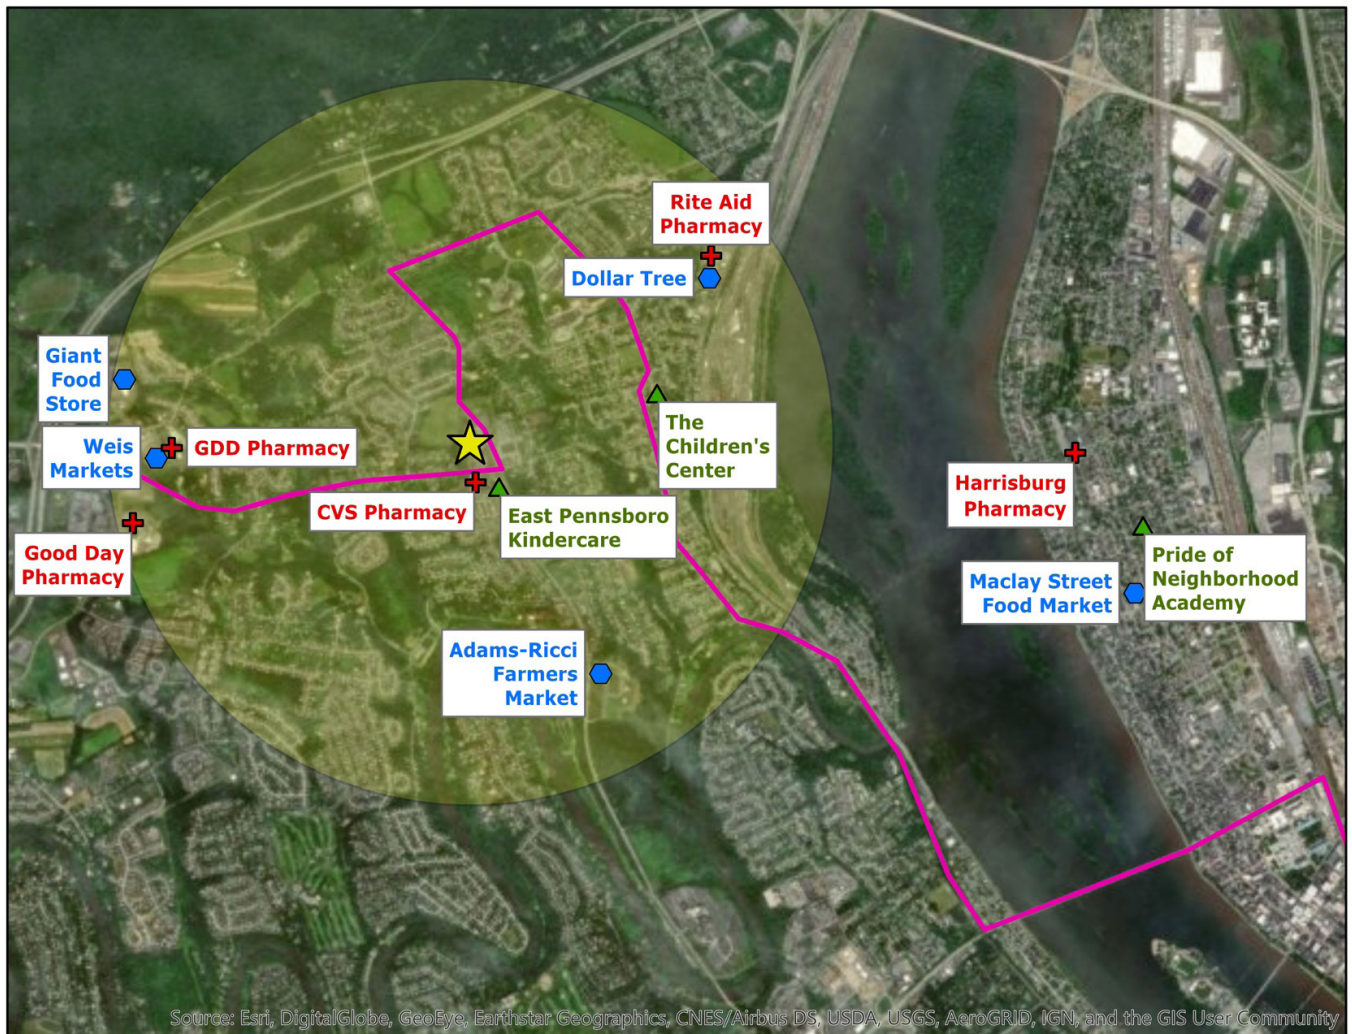 Rite Aid
Pharmacy
Dollar Tree
Giant
Food
Store
Weis
Markets
GDD Pharmacy
The
Children's
Center
CVS Pharmacy
East Pennsboro
Kindercare
Good Day
Pharmacy
Harrisburg
Pharmacy
Pride of
Neighborhood
Academy
Maclay Street
Food Market
Adams-Ricci
Farmers
Market
Source: Esri, DigitalGlobe, GeoEye, Earthstar Geographics, CNES/Airbus DS, USDA, USGS, AeroGRID, IGN, and the GIS User Community